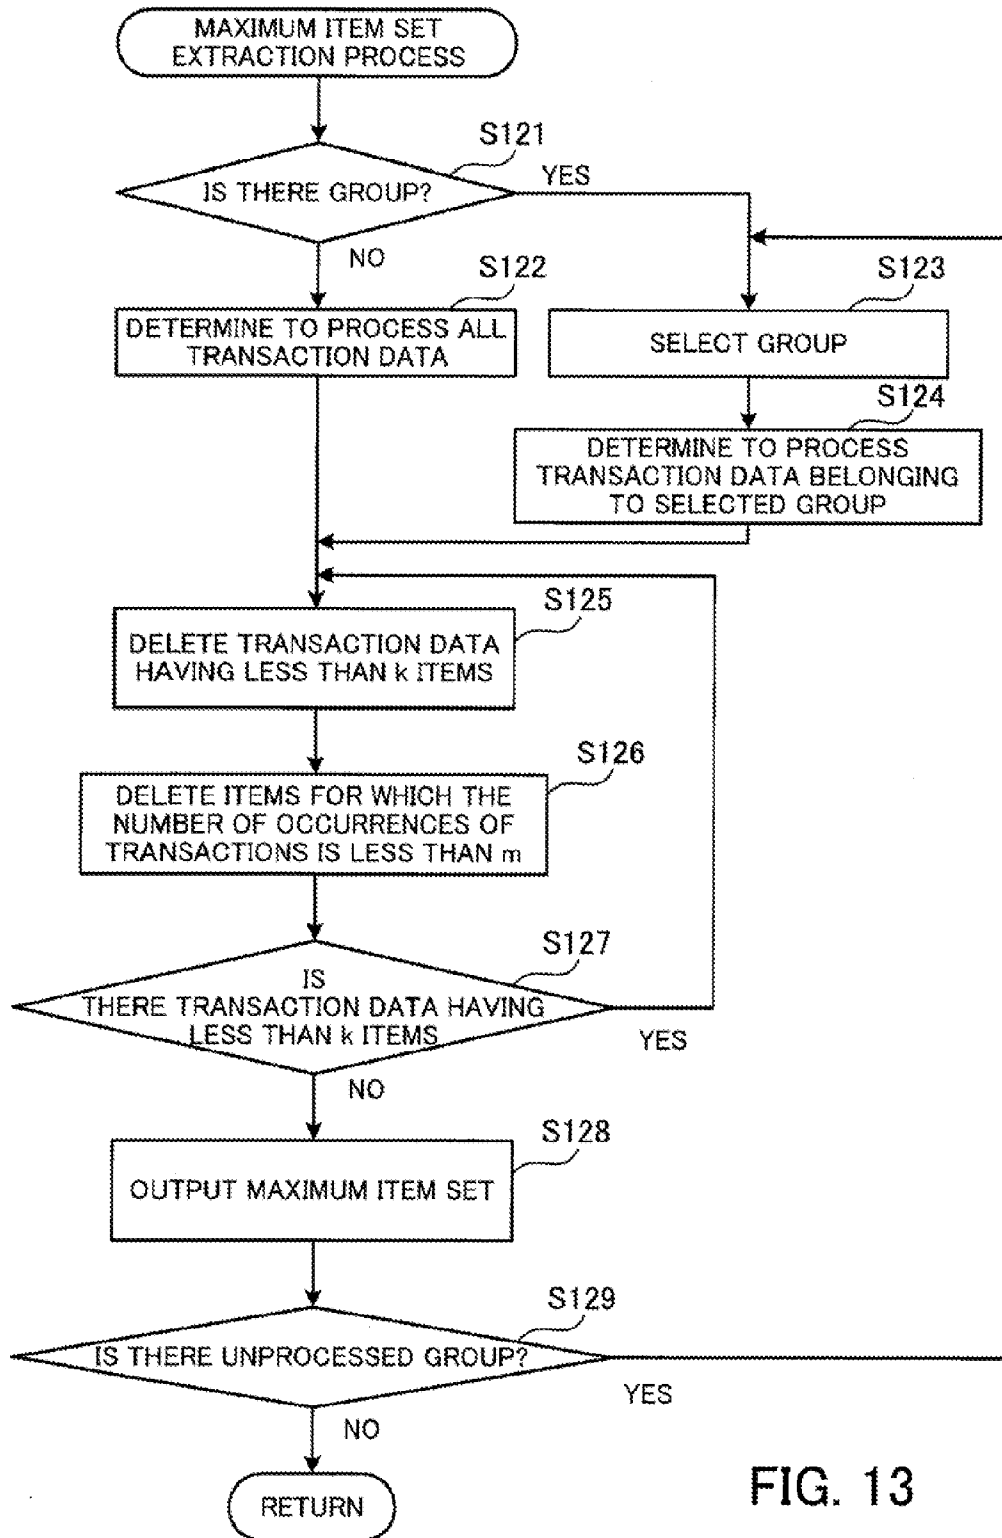 MAXIMUM ITEM SET
EXTRACTION PROCESS
S121
IS THERE GROUP?
YES
NO
S122
DETERMINE TO PROCESS ALL
TRANSACTION DATA
S123
SELECT GROUP
S124
DETERMINE TO PROCESS
TRANSACTION DATA BELONGING
TO SELECTED GROUP
S125
DELETE TRANSACTION DATA
HAVING LESS THAN k ITEMS
S126
DELETE ITEMS FOR WHICH THE
NUMBER OF OCCURRENCES OF
TRANSACTIONS IS LESS THAN m
S127
IS
THERE TRANSACTION DATA HAVING
LESS THAN k ITEMS
YES
NO
S128
OUTPUT MAXIMUM ITEM SET
S129
IS THERE UNPROCESSED GROUP?
YES
NO
RETURN
FIG. 13